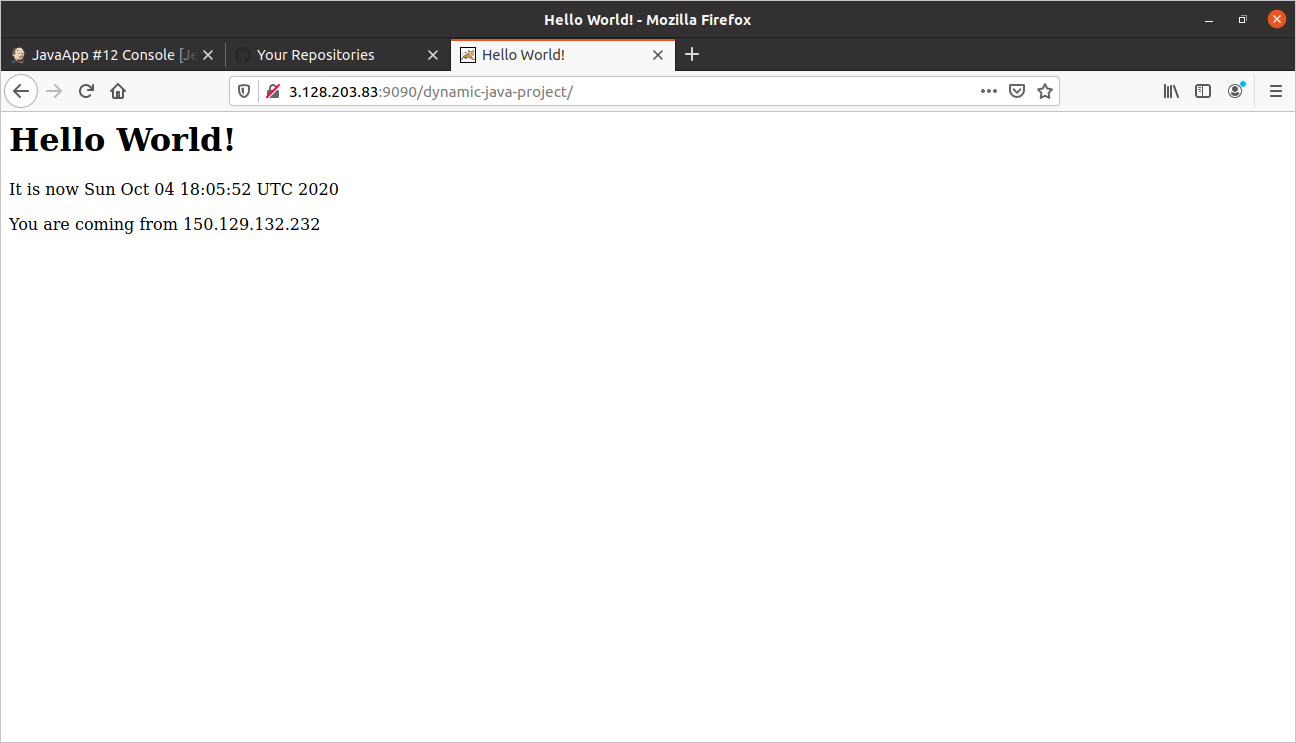 Hello World! - Mozilla Firefox
JavaApp #12 Console [Je
Your Repositories
Hello World!
3.128.203.83:9090/dynamic-java-project/
Hello World!
It is now Sun Oct 04 18:05:52 UTC 2020
You are coming from 150.129.132.232